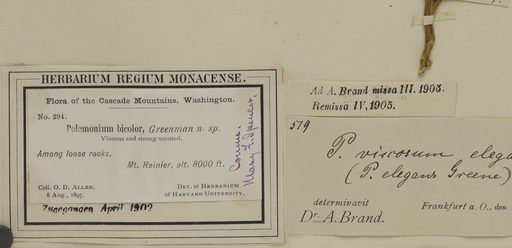 HERBARIUM REGIUM MONACENSE.
Flora of the Cascade Mountains, Washington.
No. 294.
Polemonium bicolor, Greenman n. sp.
Viscous and strong scented.
Among loose rocks,
Mt. Rainier, alt. 8000 ft.
Coll. O. D. ALLEN.
8 Aug., 1897.
DET. AT HERBARIUM
OF HARVARD UNIVERSITY.
Comm.
Zugegangen April 1902
Ad A. Brand missa III. 1905.
Remissa IV, 1905.
579
P. viscosum elega
(P. elegans Greene)
determinavit
Frankfurt a. O., den
Dr. A. Brand.